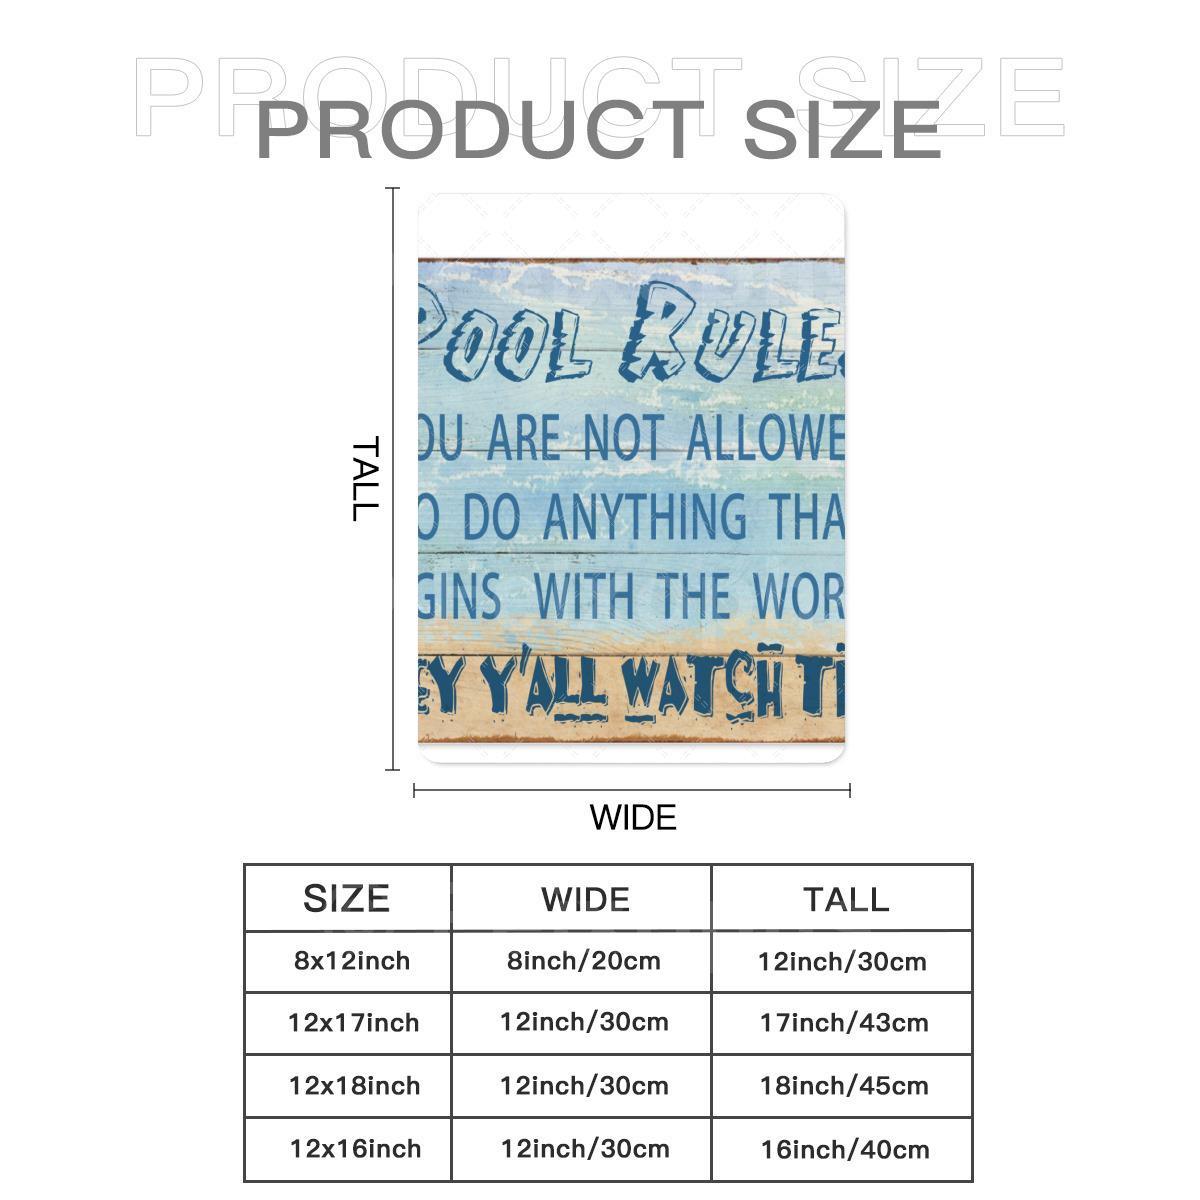 PRODUCT SIZE
PRODUCT SIZE
TALL
POOL RULES
OU ARE NOT ALLOWE
O DO ANYTHING THA
GINS WITH THE WOR
EY Y'ALL WATCH TI
WIDE
SIZE WIDE TALL
8x12inch 8inch/20cm 12inch/30cm
12x17inch 12inch/30cm 17inch/43cm
12x18inch 12inch/30cm 18inch/45cm
12x16inch 12inch/30cm 16inch/40cm